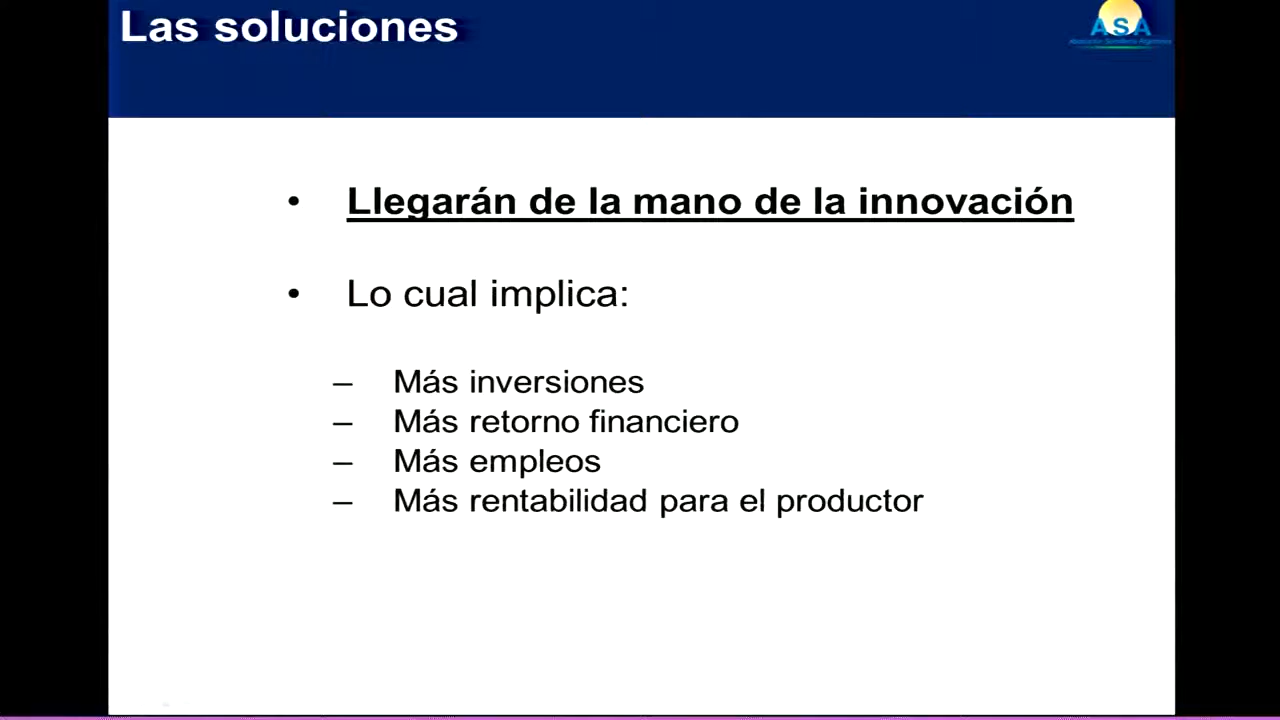 Las soluciones
ASA
• Llegarán de la mano de la innovación
• Lo cual implica:
– Más inversiones
– Más retorno financiero
– Más empleos
– Más rentabilidad para el productor